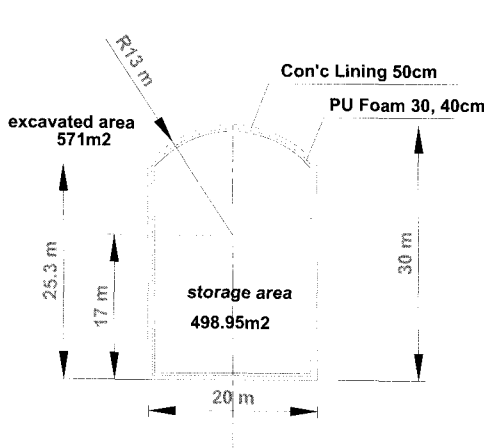 R13 m
Con'c Lining 50cm
PU Foam 30, 40cm
excavated area
571m2
25.3 m
17 m
30 m
storage area
498.95m2
20 m